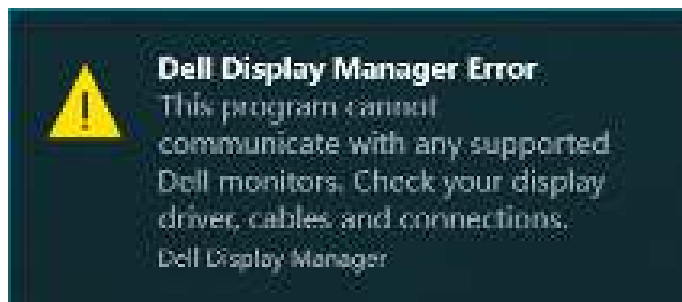 Dell Display Manager Error
This program cannot
communicate with any supported
Dell monitors. Check your display
driver, cables and connections.
Dell Display Manager